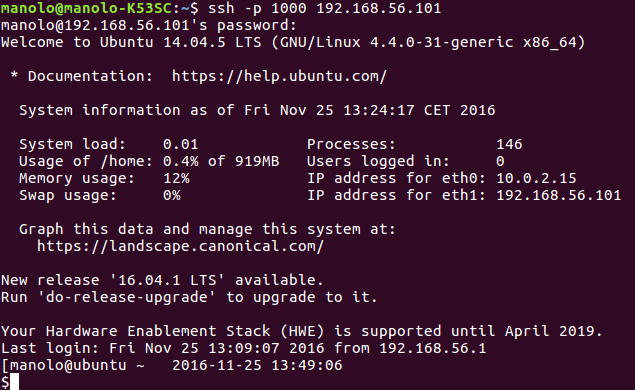 manolo@manolo-K53SC:~$ ssh -p 1000 192.168.56.101
manolo@192.168.56.101's password:
Welcome to Ubuntu 14.04.5 LTS (GNU/Linux 4.4.0-31-generic x86_64)
 * Documentation:  https://help.ubuntu.com/
  System information as of Fri Nov 25 13:24:17 CET 2016
  System load:    0.01            Processes:           146
  Usage of /home: 0.4% of 919MB   Users logged in:     0
  Memory usage:   12%             IP address for eth0: 10.0.2.15
  Swap usage:     0%              IP address for eth1: 192.168.56.101
  Graph this data and manage this system at:
    https://landscape.canonical.com/
New release '16.04.1 LTS' available.
Run 'do-release-upgrade' to upgrade to it.
Your Hardware Enablement Stack (HWE) is supported until April 2019.
Last login: Fri Nov 25 13:09:07 2016 from 192.168.56.1
[manolo@ubuntu ~   2016-11-25 13:49:06
$